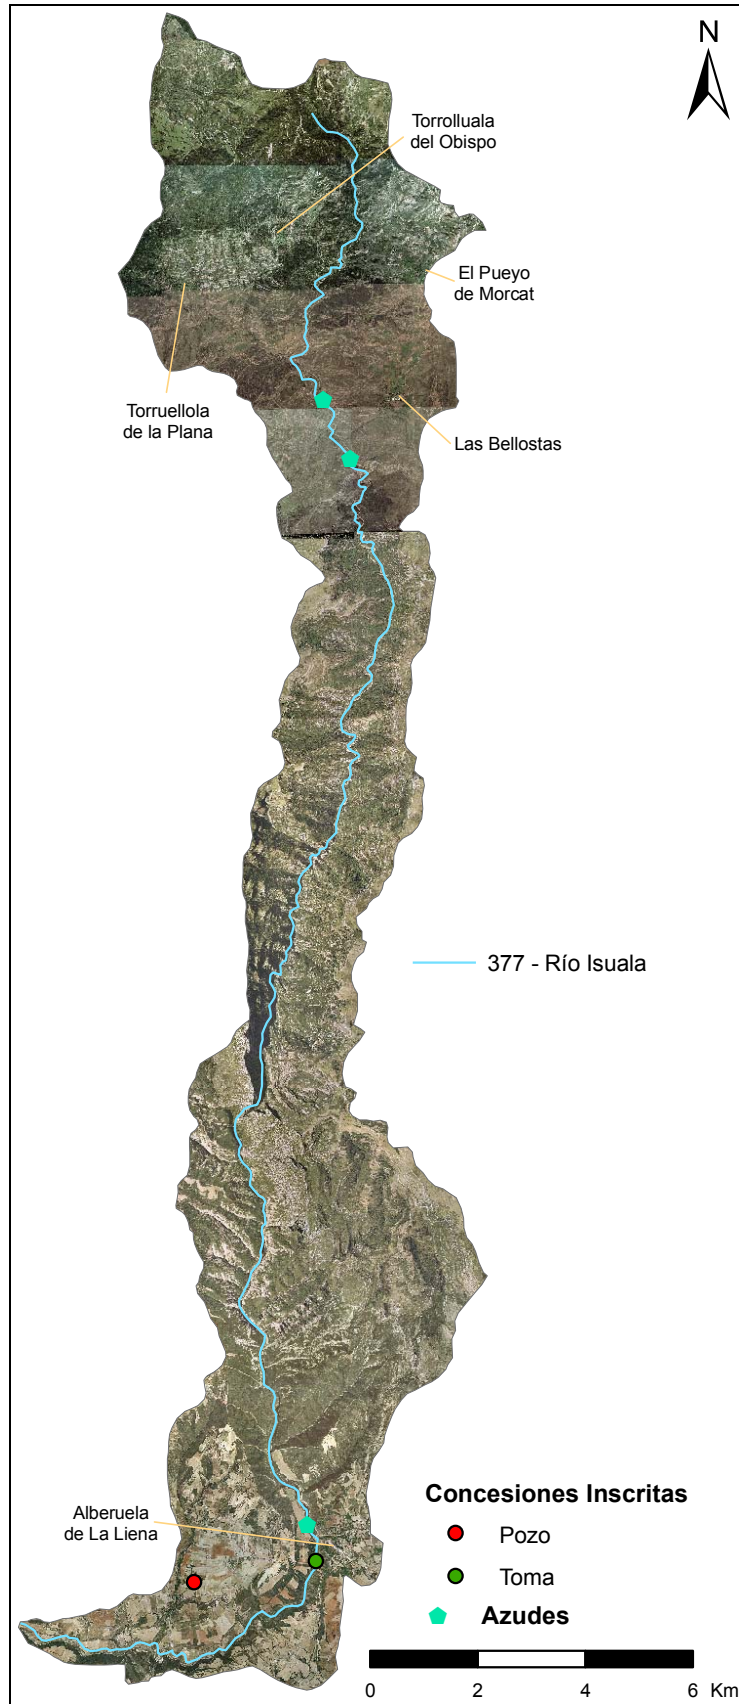 N
Torrolluala
del Obispo
El Pueyo
de Morcat
Torruellola
de la Plana
Las Bellostas
377 - Río Isuala
Alberuela
de La Liena
Concesiones Inscritas
Pozo
Toma
Azudes
0 2 4 6 Km